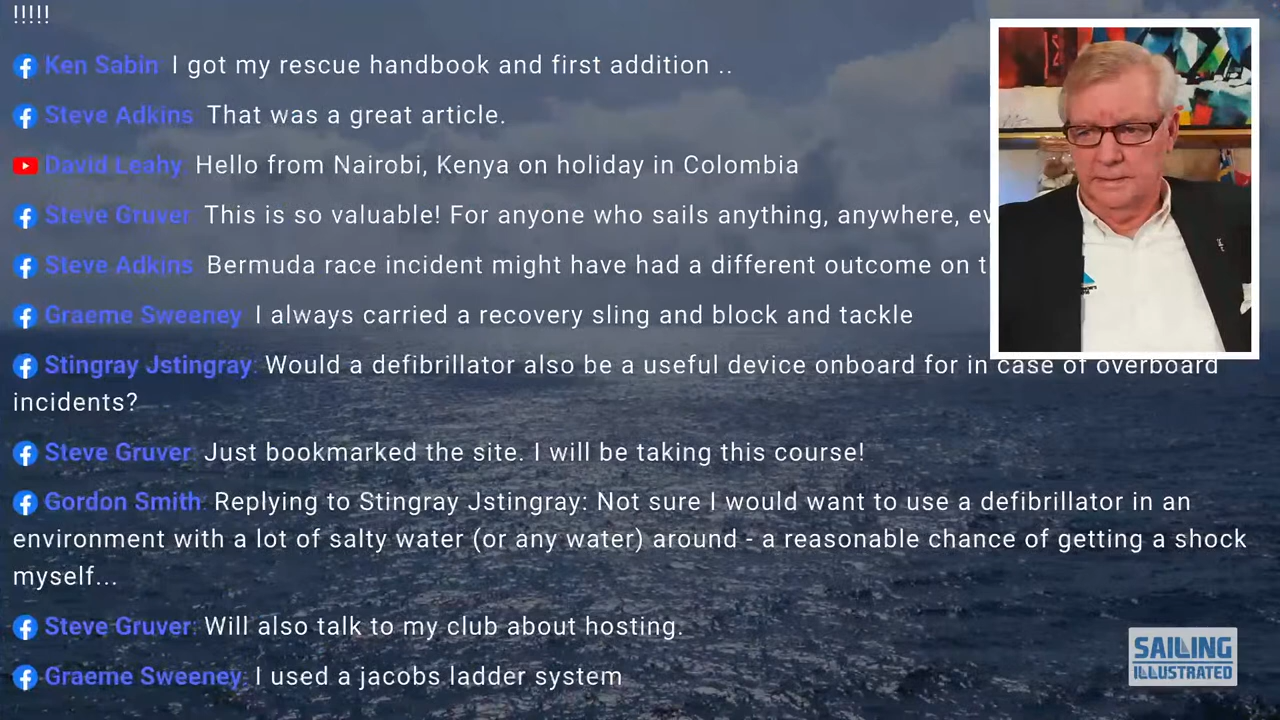 !!!!!
Ken Sabin I got my rescue handbook and first addition ..
Steve Adkins That was a great article.
David Leahy: Hello from Nairobi, Kenya on holiday in Colombia
Steve Gruver This is so valuable! For anyone who sails anything, anywhere, ev
Steve Adkins Bermuda race incident might have had a different outcome on t
Graeme Sweeney I always carried a recovery sling and block and tackle
Stingray Jstingray: Would a defibrillator also be a useful device onboard for in case of overboard
incidents?
Steve Gruver Just bookmarked the site. I will be taking this course!
Gordon Smith: Replying to Stingray Jstingray: Not sure I would want to use a defibrillator in an
environment with a lot of salty water (or any water) around - a reasonable chance of getting a shock
myself...
Steve Gruver: Will also talk to my club about hosting.
Graeme Sweeney: I used a jacobs ladder system
SAILING
ILLUSTRATED